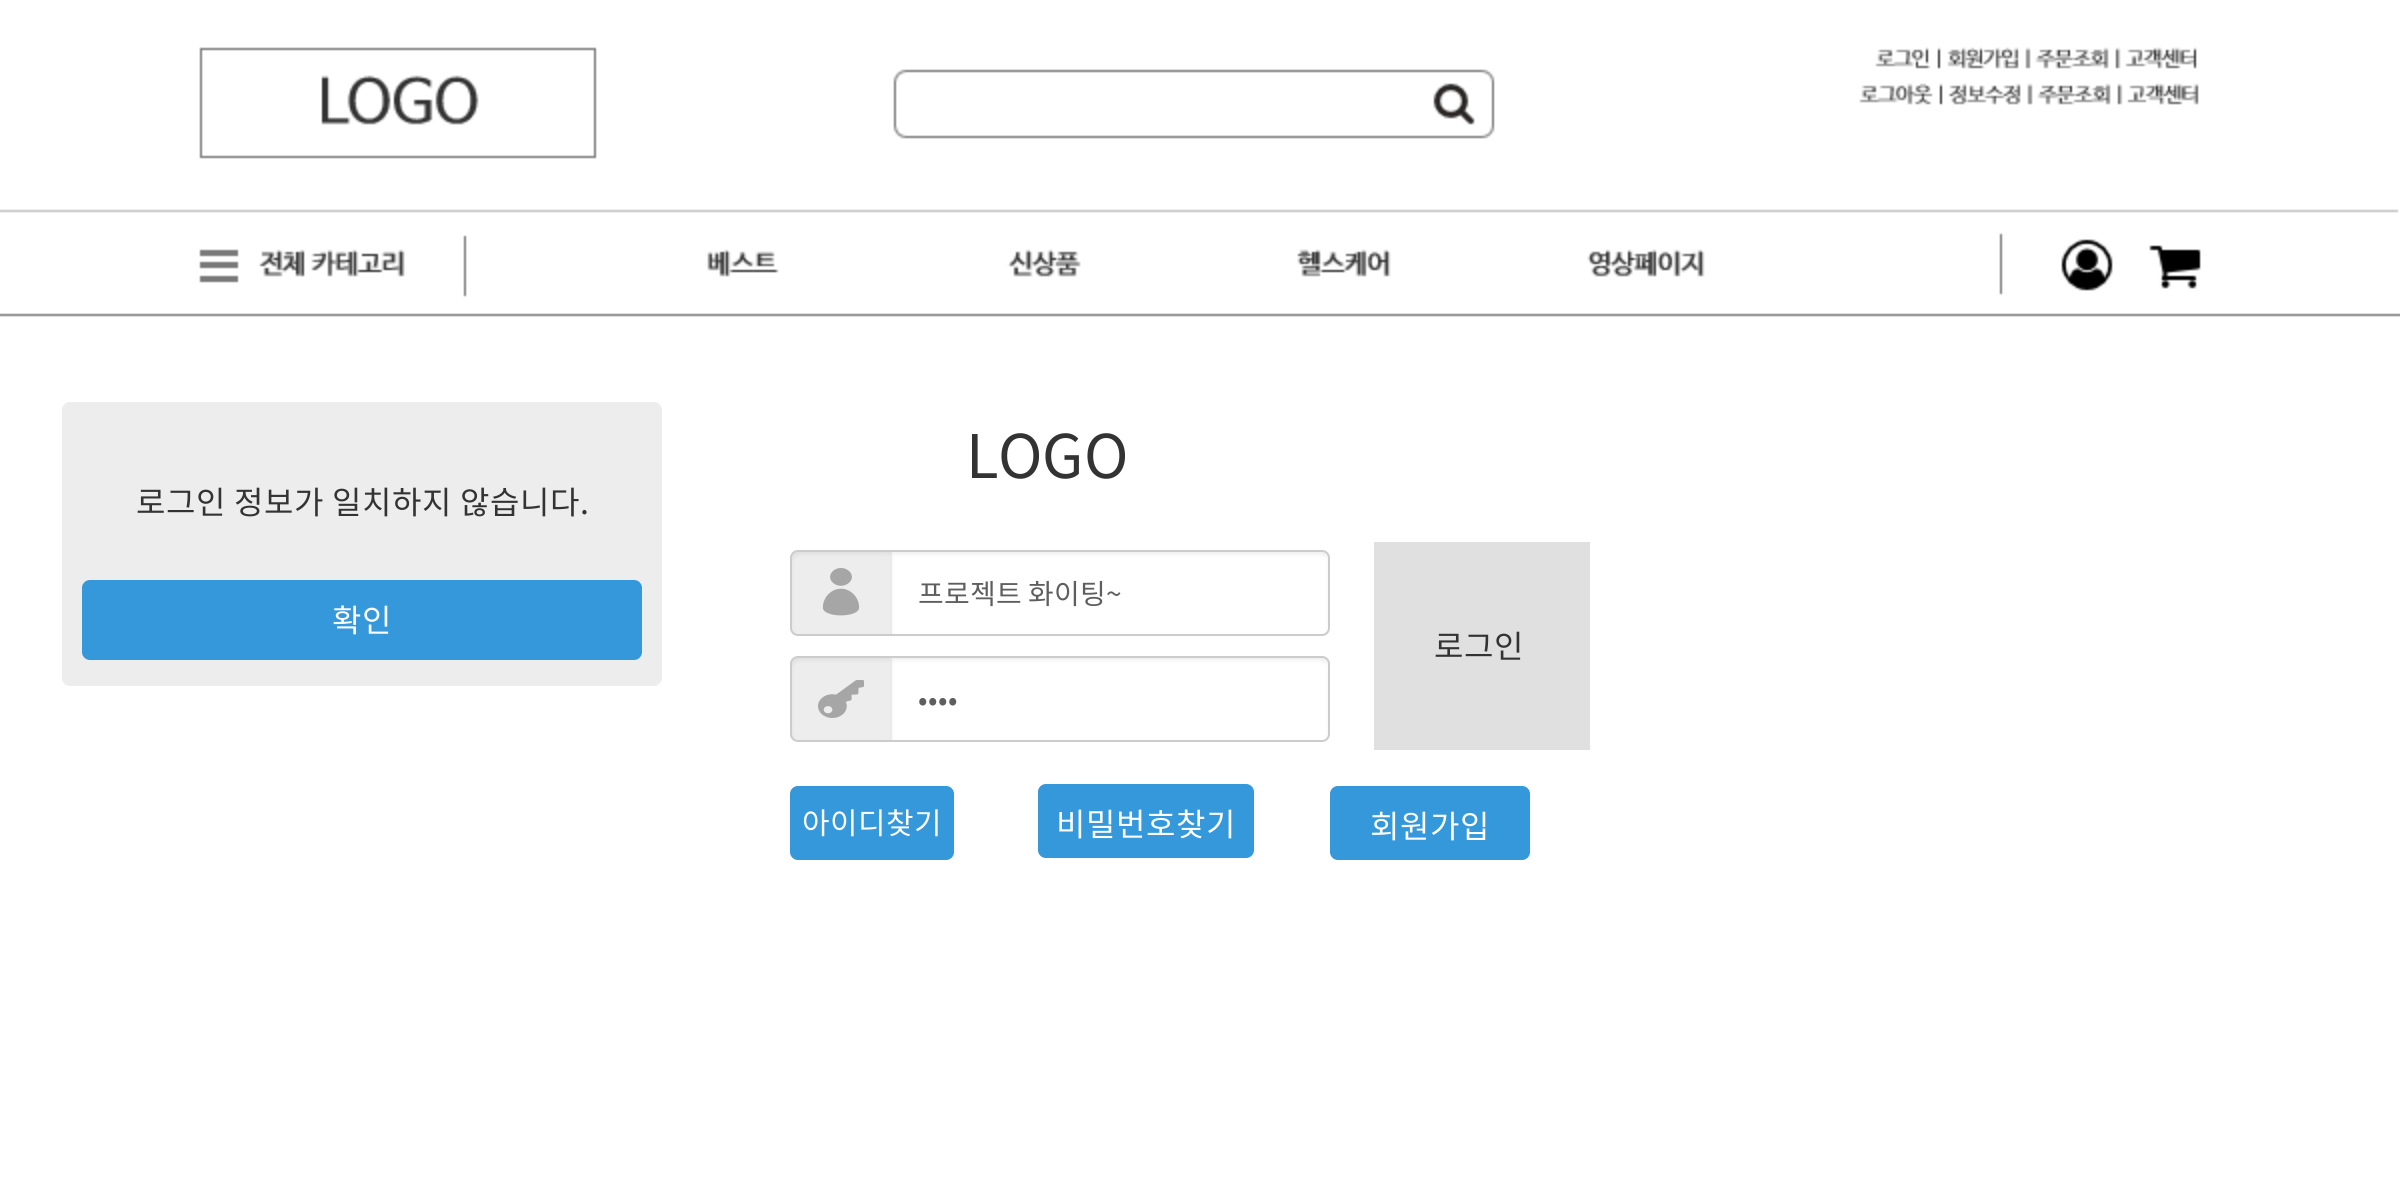 LOGO
로그인 | 회원가입 | 주문조회 | 고객센터
로그아웃 | 정보수정 | 주문조회 | 고객센터
전체 카테고리
베스트
신상품
헬스케어
영상페이지
로그인 정보가 일치하지 않습니다.
확인
LOGO
프로젝트 화이팅~
••••
로그인
아이디찾기
비밀번호찾기
회원가입